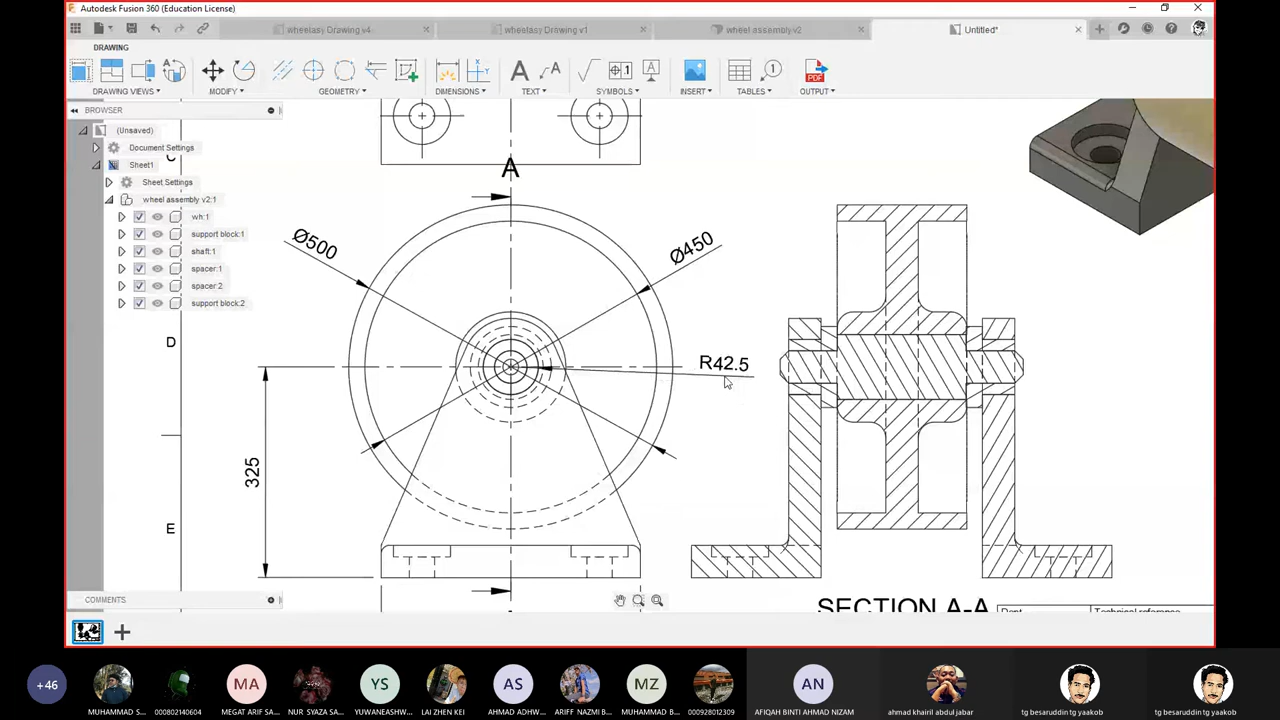 Autodesk Fusion 360 (Education License)
wheelasy Drawing v4
wheelasy Drawing v1
wheel assembly v2
Untitled*
DRAWING
DRAWING VIEWS
MODIFY
GEOMETRY
DIMENSIONS
TEXT
SYMBOLS
INSERT
TABLES
OUTPUT
PDF
BROWSER
(Unsaved)
Document Settings
Sheet1
Sheet Settings
wheel assembly v2:1
wh:1
support block:1
shaft:1
spacer:1
spacer:2
support block:2
C
A
Ø500
Ø450
D
R42.5
325
E
SECTION A-A
Dept.
Technical reference
COMMENTS
+46
MUHAMMAD S...
000802140604
MA
MEGAT ARIF SA...
NUR SYAZA SA...
YS
YUWANEASHW...
LAI ZHEN KEI
AS
AHMAD ADHW...
ARIFF NAZMI B...
MZ
MUHAMMAD B...
000928012309
AN
AFIQAH BINTI AHMAD NIZAM
ahmad khairil abdul jabar
tg besaruddin tg yaakob
tg besaruddin tg yaakob